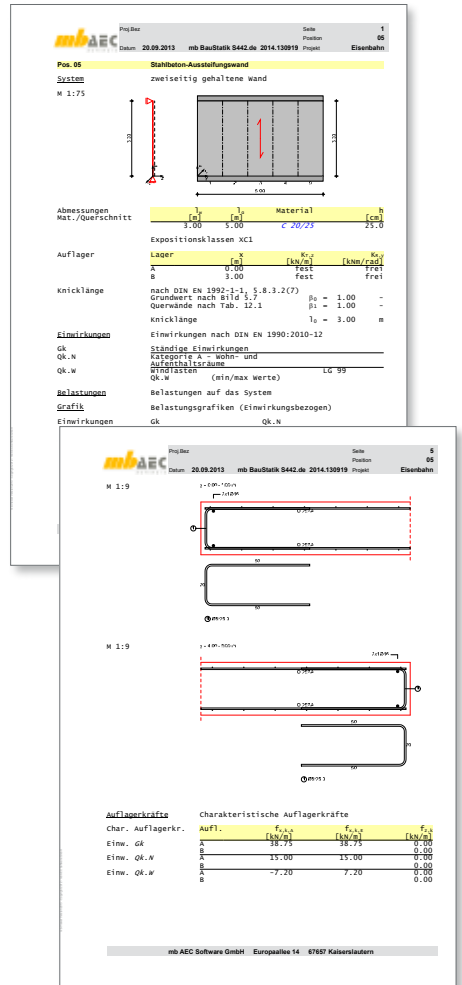 mb AEC
Proj.Bez Seite 1
Position 05
Datum 20.09.2013 mb BauStatik S442.de 2014.130919 Projekt Eisenbahn
Pos. 05 Stahlbeton-Aussteifungswand
System zweiseitig gehaltene Wand
M 1:75
5.00
Abmessungen
Mat./Querschnitt
Material h
[m] [m] [cm]
3.00 5.00 C 20/25 25.0
Expositionsklassen XC1
Auflager Lager x
[m] [kN/m] [kNm/rad]
A 0.00 fest frei
B 3.00 fest frei
Knicklänge nach DIN EN 1992-1-1, 5.8.3.2(7)
Grundwert nach Bild 5.7 β0 = 1.00 -
Querwände nach Tab. 12.1 β1 = 1.00 -
Knicklänge l0 = 3.00 m
Einwirkungen Einwirkungen nach DIN EN 1990:2010-12
Gk Ständige Einwirkungen
Qk.N Kategorie A - Wohn- und
Aufenthaltsräume
Qk.W Windlasten LG 99
Qk.W (min/max Werte)
Belastungen Belastungen auf das System
Grafik Belastungsgrafiken (Einwirkungsbezogen)
Einwirkungen Gk Qk.N
mb AEC
Proj.Bez Seite 5
Position 05
Datum 20.09.2013 mb BauStatik S442.de 2014.130919 Projekt Eisenbahn
M 1:9
50
50
M 1:9
50
50
Auflagerkräfte Charakteristische Auflagerkräfte
Char. Auflagerkr. Aufl.
[kN/m] [kN/m] [kN/m]
Einw. Gk A 38.75 38.75 0.00
B 0.00
Einw. Qk.N A 15.00 15.00 0.00
B 0.00
Einw. Qk.W A -7.20 7.20 0.00
B 0.00
mb AEC Software GmbH Europaallee 14 67657 Kaiserslautern